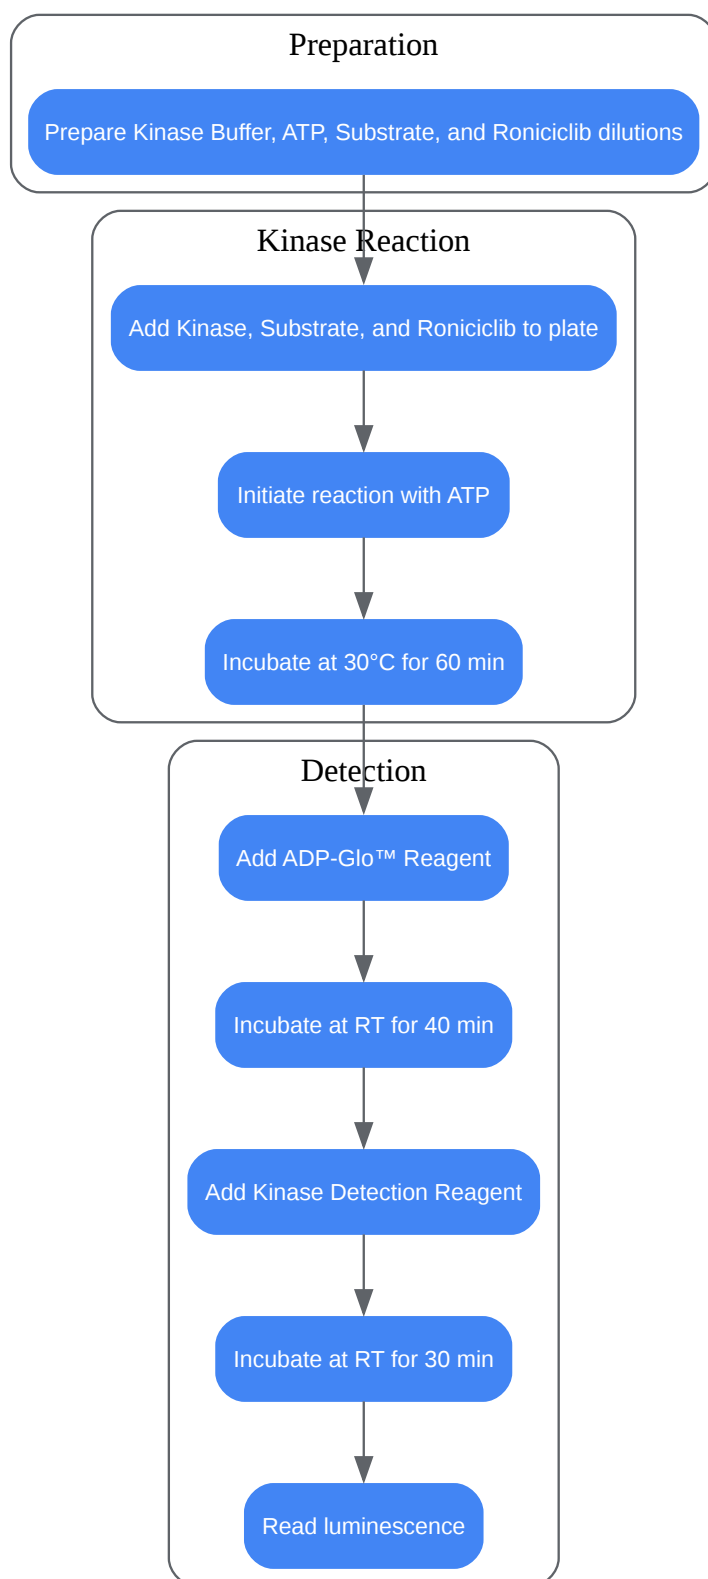 Preparation
Prepare Kinase Buffer, ATP, Substrate, and Roniciclib dilutions
Kinase Reaction
Add Kinase, Substrate, and Roniciclib to plate
Initiate reaction with ATP
Incubate at 30°C for 60 min
Detection
Add ADP-Glo™ Reagent
Incubate at RT for 40 min
Add Kinase Detection Reagent
Incubate at RT for 30 min
Read luminescence